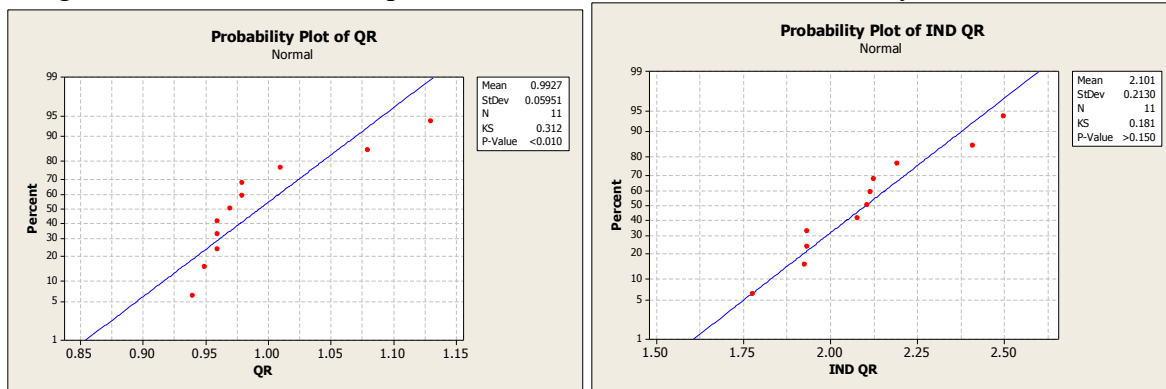 Probability Plot of QR
Normal
99
95
90
80
70
60
50
40
30
20
10
5
1
Percent
0.85 0.90 0.95 1.00 1.05 1.10 1.15
QR
Mean 0.9927
StDev 0.05951
N 11
KS 0.312
P-Value <0.010
Probability Plot of IND QR
Normal
99
95
90
80
70
60
50
40
30
20
10
5
1
Percent
1.50 1.75 2.00 2.25 2.50
IND QR
Mean 2.101
StDev 0.2130
N 11
KS 0.181
P-Value >0.150